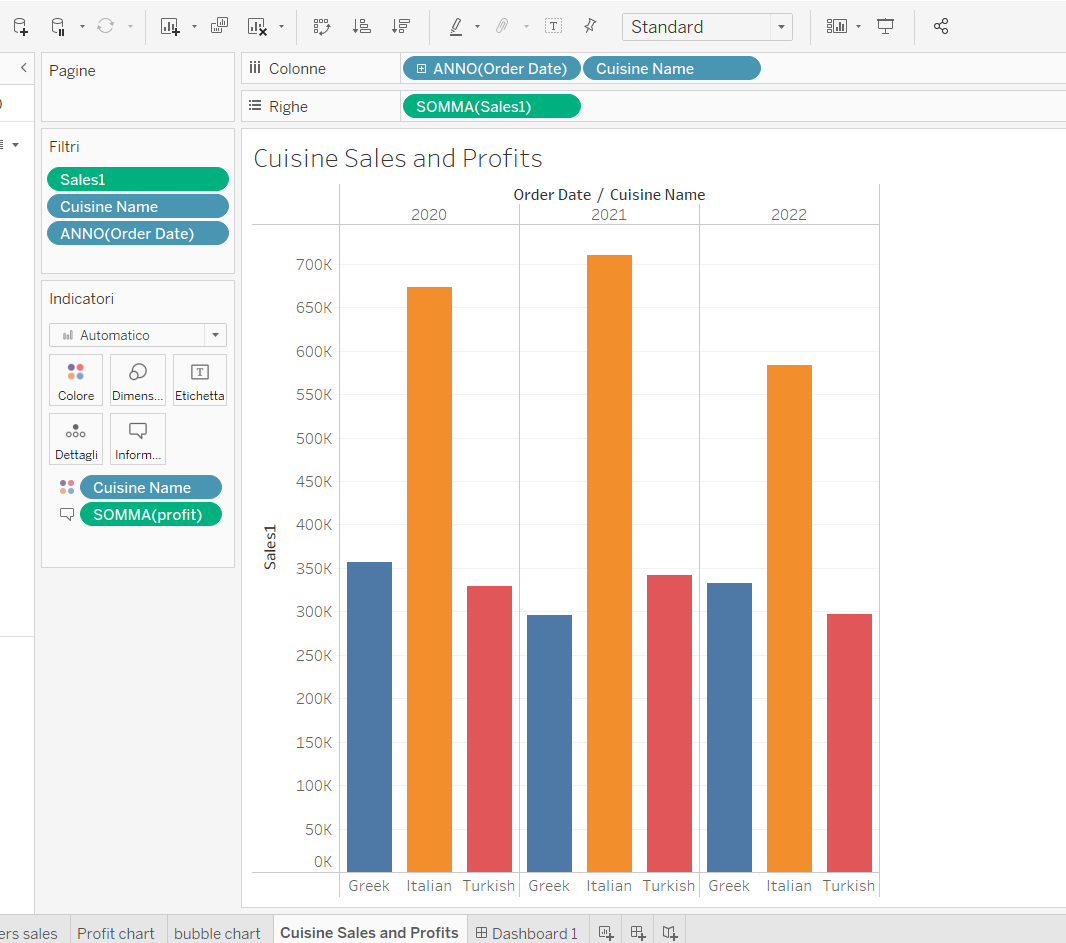 Standard
Pagine
Colonne
ANNO(Order Date)
Cuisine Name
Righe
SOMMA(Sales1)
Filtri
Sales1
Cuisine Name
ANNO(Order Date)
Indicatori
Automatico
Colore
Dimens...
Etichetta
Dettagli
Inform...
Cuisine Name
SOMMA(profit)
Cuisine Sales and Profits
Order Date / Cuisine Name
2020 2021 2022
700K
650K
600K
550K
500K
450K
400K
350K
300K
250K
200K
150K
100K
50K
0K
Sales1
Greek Italian Turkish Greek Italian Turkish Greek Italian Turkish
ers sales
Profit chart
bubble chart
Cuisine Sales and Profits
Dashboard 1